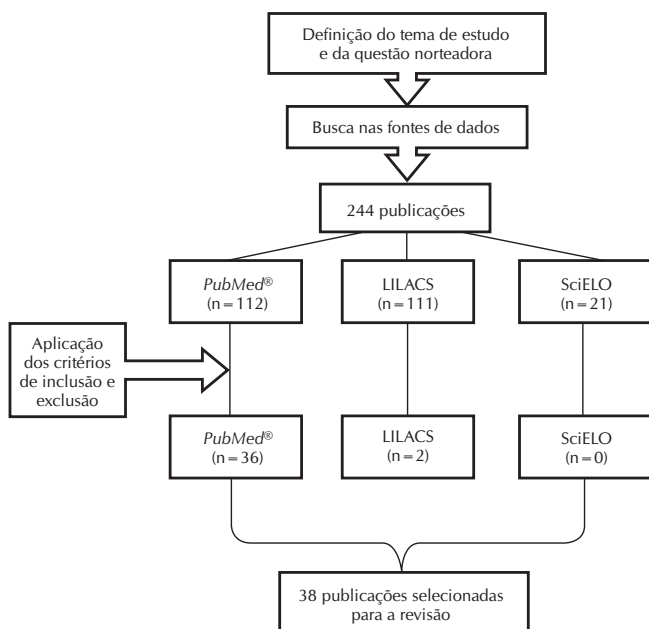 Definição do tema de estudo
e da questão norteadora
Busca nas fontes de dados
244 publicações
PubMed®
(n=112)
LILACS
(n=111)
SciELO
(n=21)
Aplicação
dos critérios
de inclusão e
exclusão
PubMed®
(n=36)
LILACS
(n=2)
SciELO
(n=0)
38 publicações selecionadas
para a revisão